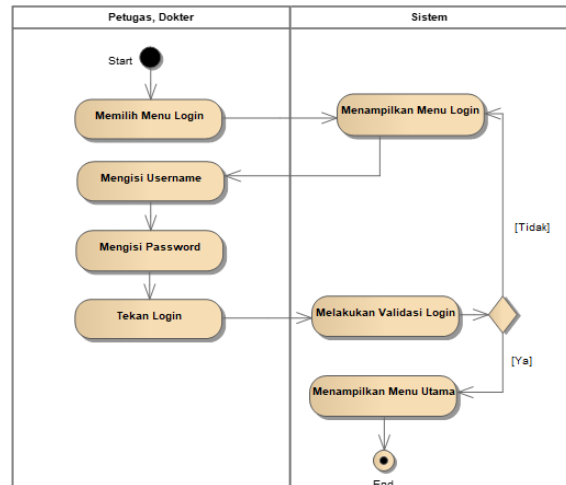 Petugas, Dokter
Sistem
Start
Memilih Menu Login
Menampilkan Menu Login
Mengisi Username
Mengisi Password
[Tidak]
Tekan Login
Melakukan Validasi Login
[Ya]
Menampilkan Menu Utama
End